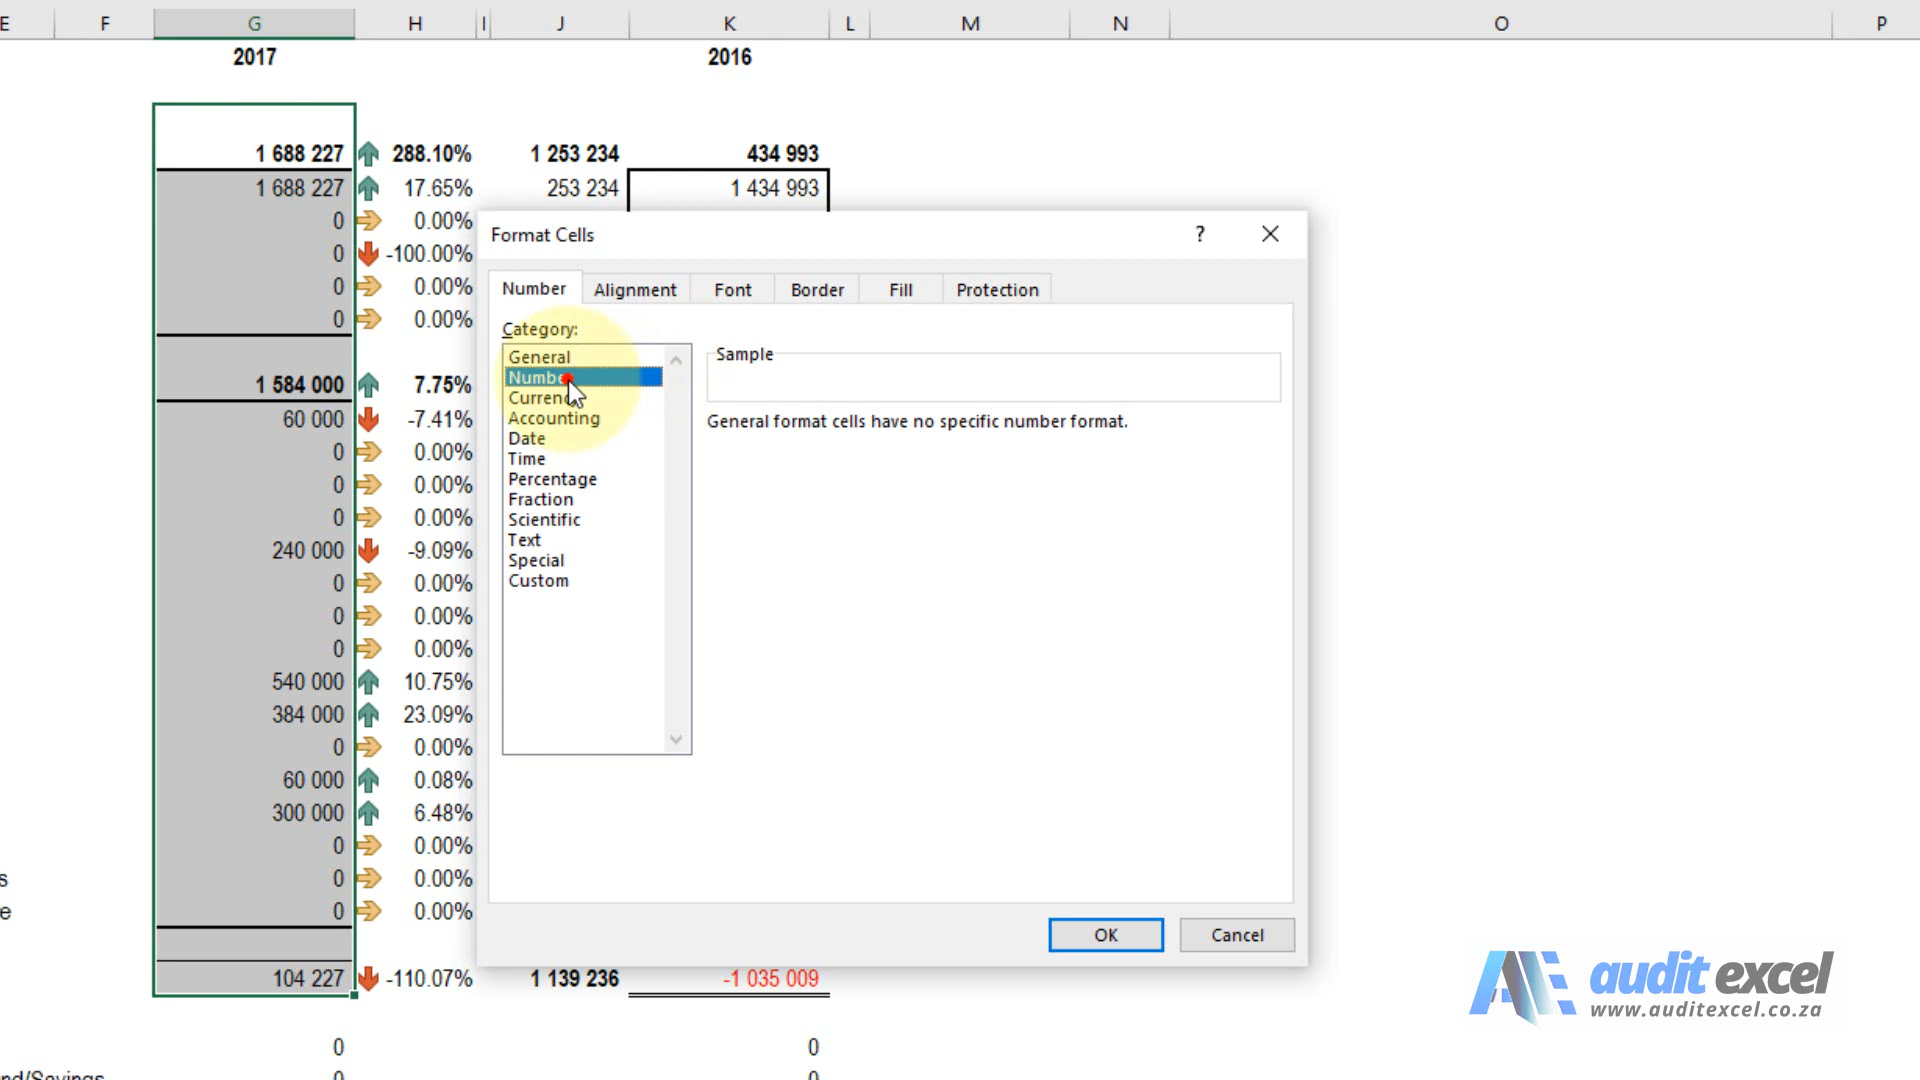 E F G H I J K L M N O P
2017 2016
1 688 227 288.10% 1 253 234 434 993
1 688 227 17.65% 253 234 1 434 993
0 0.00%
0 -100.00%
0 0.00%
0 0.00%
1 584 000 7.75%
60 000 -7.41%
0 0.00%
0 0.00%
0 0.00%
240 000 -9.09%
0 0.00%
0 0.00%
0 0.00%
540 000 10.75%
384 000 23.09%
0 0.00%
60 000 0.08%
300 000 6.48%
0 0.00%
s 0 0.00%
e 0 0.00%
104 227 -110.07% 1 139 236 -1 035 009
0 0
nd/Savings 0 0
Format Cells ?
Number Alignment Font Border Fill Protection
Category:
General
Number
Currency
Accounting
Date
Time
Percentage
Fraction
Scientific
Text
Special
Custom
Sample
General format cells have no specific number format.
OK Cancel
AE audit excel
www.auditexcel.co.za